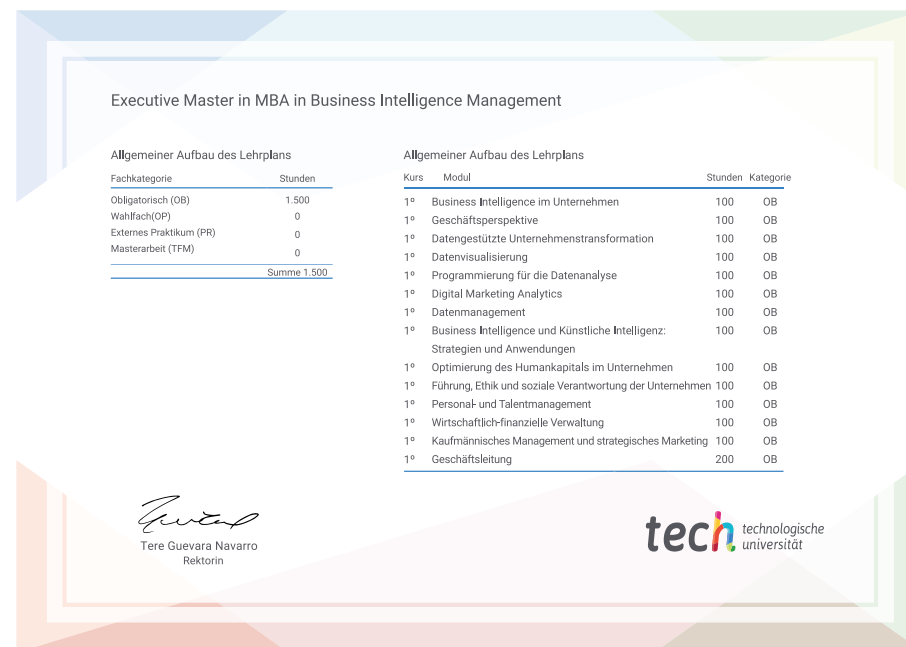 Executive Master in MBA in Business Intelligence Management
Allgemeiner Aufbau des Lehrplans
Fachkategorie Stunden
Obligatorisch (OB) 1.500
Wahlfach(OP) 0
Externes Praktikum (PR) 0
Masterarbeit (TFM) 0
Summe 1.500
Allgemeiner Aufbau des Lehrplans
Kurs Modul Stunden Kategorie
1º Business Intelligence im Unternehmen 100 OB
1º Geschäftsperspektive 100 OB
1º Datengestützte Unternehmenstransformation 100 OB
1º Datenvisualisierung 100 OB
1º Programmierung für die Datenanalyse 100 OB
1º Digital Marketing Analytics 100 OB
1º Datenmanagement 100 OB
1º Business Intelligence und Künstliche Intelligenz: 100 OB
Strategien und Anwendungen
1º Optimierung des Humankapitals im Unternehmen 100 OB
1º Führung, Ethik und soziale Verantwortung der Unternehmen 100 OB
1º Personal- und Talentmanagement 100 OB
1º Wirtschaftlich-finanzielle Verwaltung 100 OB
1º Kaufmännisches Management und strategisches Marketing 100 OB
1º Geschäftsleitung 200 OB
Tere Guevara Navarro
Rektorin
tech technologische
universität